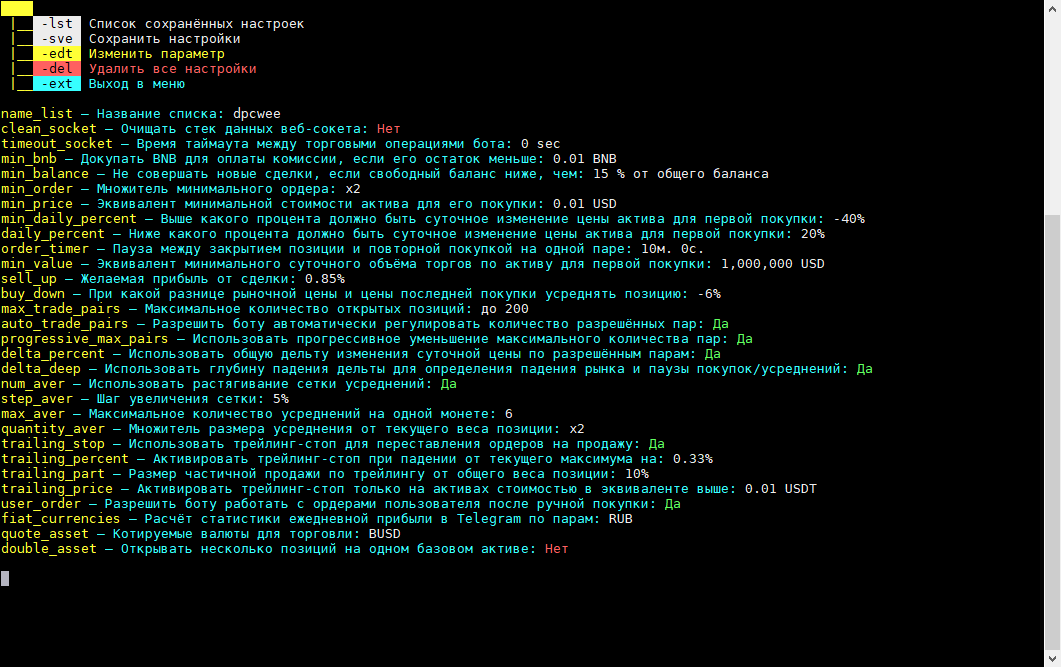 |__ -lst Список сохранённых настроек
|__ -sve Сохранить настройки
|__ -edt Изменить параметр
|__ -del Удалить все настройки
|__ -ext Выход в меню
name_list – Название списка: dpcwee
clean_socket – Очищать стек данных веб-сокета: Нет
timeout_socket – Время таймаута между торговыми операциями бота: 0 sec
min_bnb – Докупать BNB для оплаты комиссии, если его остаток меньше: 0.01 BNB
min_balance – Не совершать новые сделки, если свободный баланс ниже, чем: 15 % от общего баланса
min_order – Множитель минимального ордера: x2
min_price – Эквивалент минимальной стоимости актива для его покупки: 0.01 USD
min_daily_percent – Выше какого процента должно быть суточное изменение цены актива для первой покупки: -40%
daily_percent – Ниже какого процента должно быть суточное изменение цены актива для первой покупки: 20%
order_timer – Пауза между закрытием позиции и повторной покупкой на одной паре: 10м. 0с.
min_value – Эквивалент минимального суточного объёма торгов по активу для первой покупки: 1,000,000 USD
sell_up – Желаемая прибыль от сделки: 0.85%
buy_down – При какой разнице рыночной цены и цены последней покупки усреднять позицию: -6%
max_trade_pairs – Максимальное количество открытых позиций: до 200
auto_trade_pairs – Разрешить боту автоматически регулировать количество разрешённых пар: Да
progressive_max_pairs – Использовать прогрессивное уменьшение максимального количества пар: Да
delta_percent – Использовать общую дельту изменения суточной цены по разрешённым парам: Да
delta_deep – Использовать глубину падения дельты для определения падения рынка и паузы покупок/усреднений: Да
num_aver – Использовать растягивание сетки усреднений: Да
step_aver – Шаг увеличения сетки: 5%
max_aver – Максимальное количество усреднений на одной монете: 6
quantity_aver – Множитель размера усреднения от текущего веса позиции: x2
trailing_stop – Использовать трейлинг-стоп для переставления ордеров на продажу: Да
trailing_percent – Активировать трейлинг-стоп при падении от текущего максимума на: 0.33%
trailing_part – Размер частичной продажи по трейлингу от общего веса позиции: 10%
trailing_price – Активировать трейлинг-стоп только на активах стоимостью в эквиваленте выше: 0.01 USDT
user_order – Разрешить боту работать с ордерами пользователя после ручной покупки: Да
fiat_currencies – Расчёт статистики ежедневной прибыли в Telegram по парам: RUB
quote_asset – Котируемые валюты для торговли: BUSD
double_asset – Открывать несколько позиций на одном базовом активе: Нет